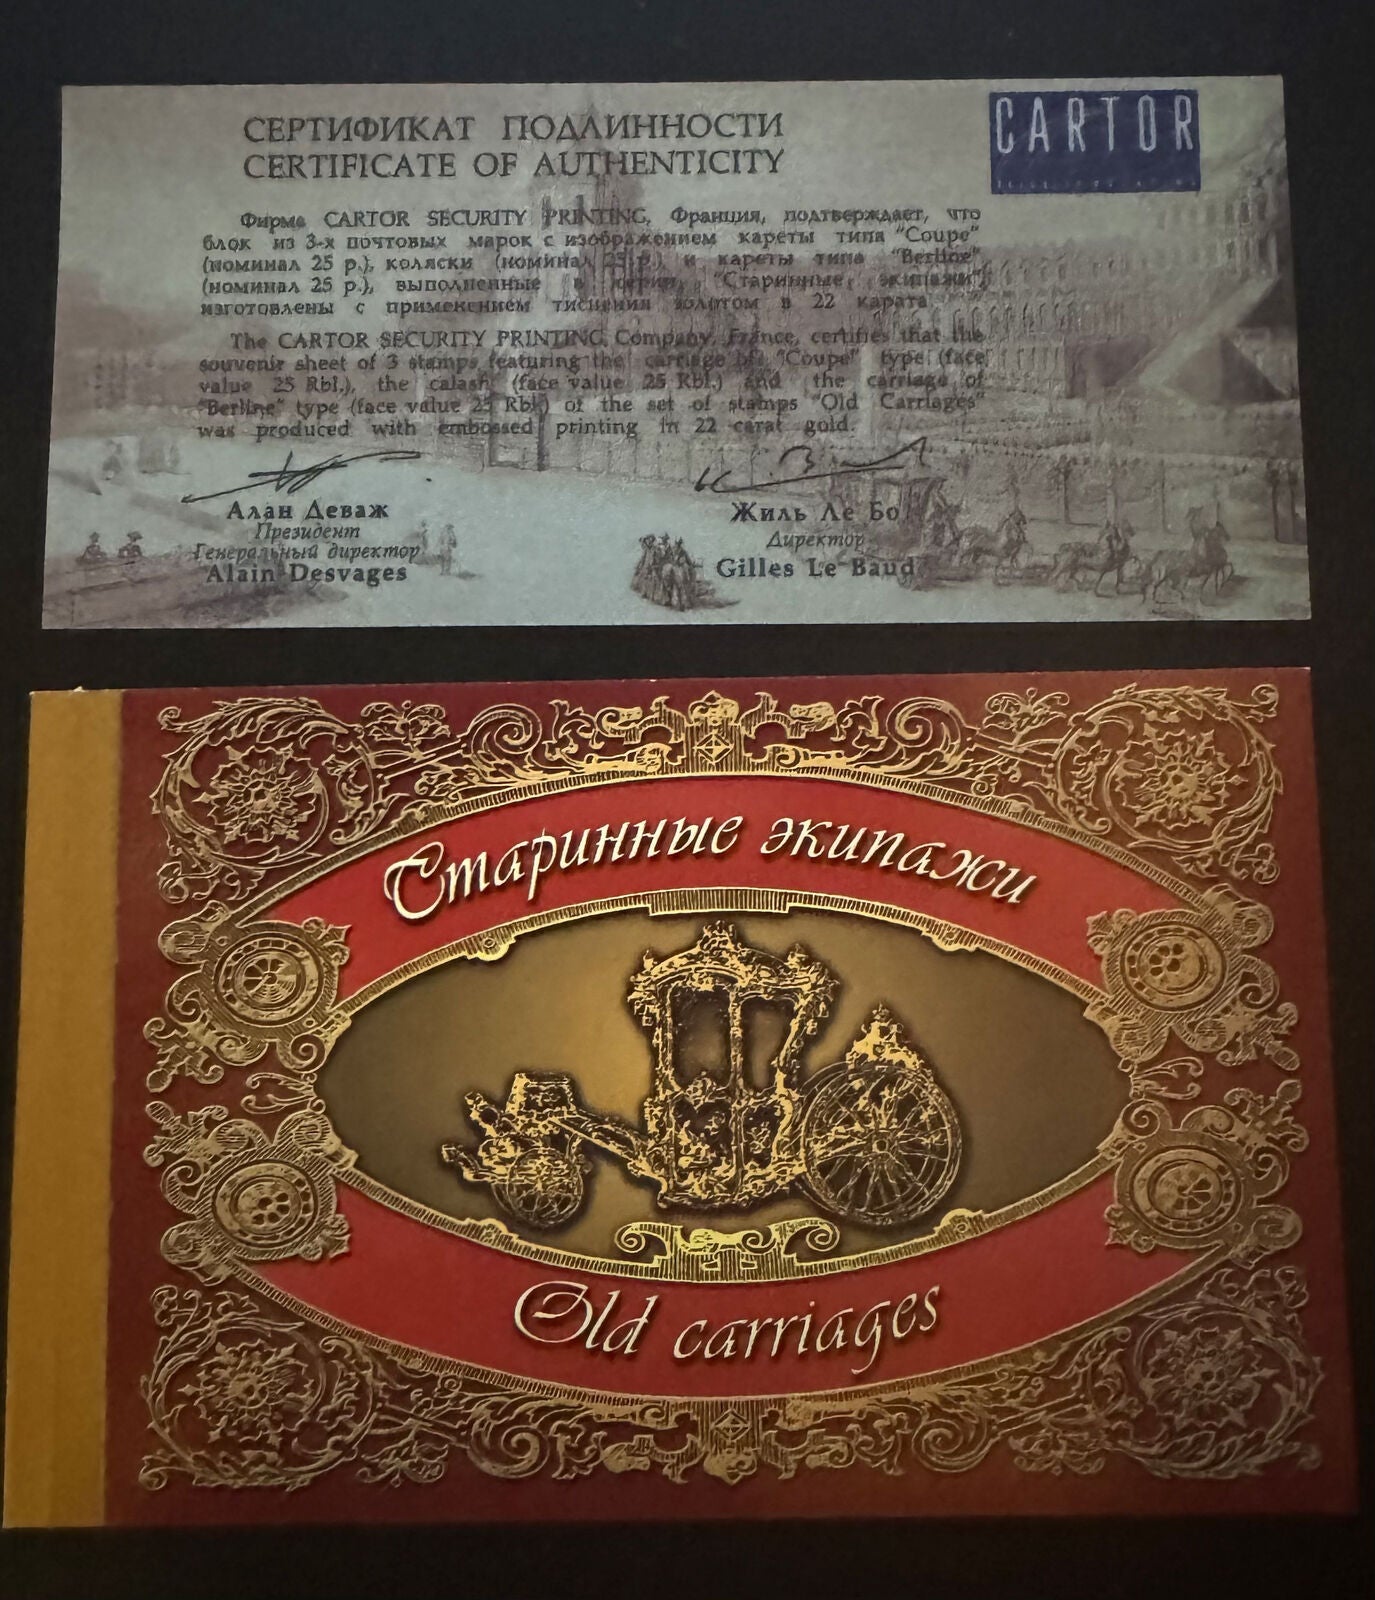 СЕРТИФИКАТ ПОДЛИННОСТИ
CERTIFICATE OF AUTHENTICITY
CARTOR
Фирма CARTOR SECURITY PRINTING, Франция, подтверждает, что
блок из 3-х почтовых марок с изображением кареты типа "Coupe"
(номинал 25 р.), коляски (номинал 25 р.) и кареты типа "Berline"
(номинал 25 р.), выполненные в серии "Старинные экипажи",
изготовлены с применением тиснения золотом в 22 карата
The CARTOR SECURITY PRINTING Company, France, certifies that the
souvenir sheet of 3 stamps featuring the carriage of "Coupe" type (face
value 25 Rbl.), the calash (face value 25 Rbl.) and the carriage of
"Berline" type (face value 25 Rbl.) of the set of stamps "Old Carriages"
was produced with embossed printing in 22 carat gold.
Алан Деваж
Президент
Генеральный директор
Alain Desvages
Жиль Ле Бо
Директор
Gilles Le Baud
Старинные экипажи
Old carriages